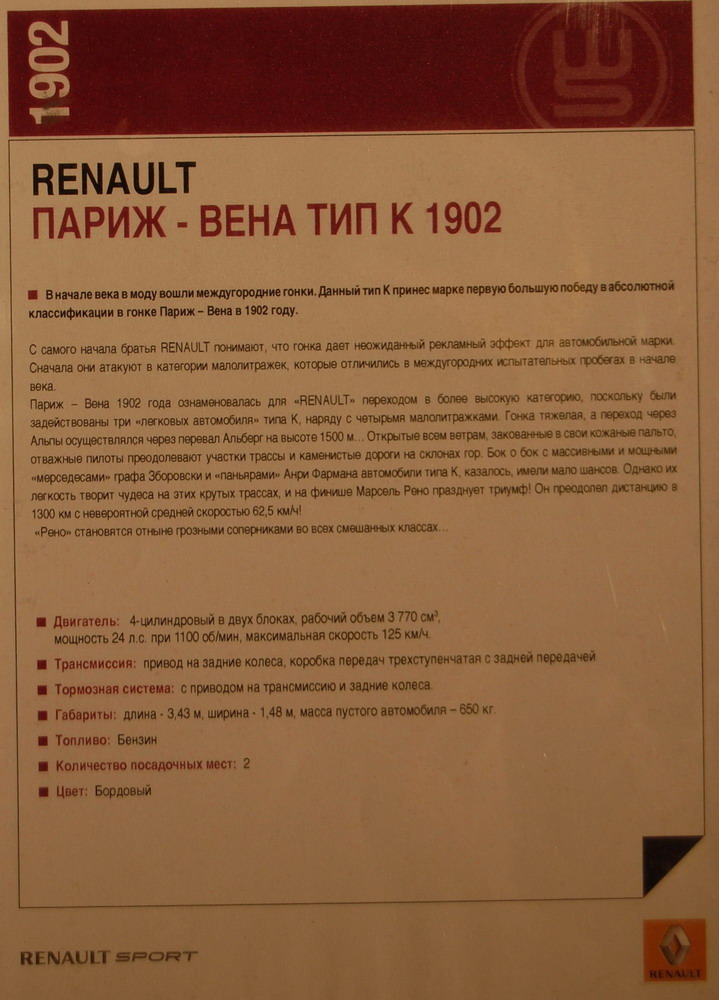 1902
RENAULT
ПАРИЖ - ВЕНА ТИП К 1902
В начале века в моду вошли междугородние гонки. Данный тип К принес марке первую большую победу в абсолютной
классификации в гонке Париж – Вена в 1902 году.
С самого начала братья RENAULT понимают, что гонка дает неожиданный рекламный эффект для автомобильной марки.
Сначала они атакуют в категории малолитражек, которые отличились в междугородних испытательных пробегах в начале
века.
Париж – Вена 1902 года ознаменовалась для «RENAULT» переходом в более высокую категорию, поскольку были
задействованы три «легковых автомобиля» типа К, наряду с четырьмя малолитражками. Гонка тяжелая, а переход через
Альпы осуществлялся через перевал Альберг на высоте 1500 м... Открытые всем ветрам, закованные в свои кожаные пальто,
отважные пилоты преодолевают участки трассы и каменистые дороги на склонах гор. Бок о бок с массивными и мощными
«мерседесами» графа Зборовски и «паньярами» Анри Фармана автомобили типа К, казалось, имели мало шансов. Однако их
легкость творит чудеса на этих крутых трассах, и на финише Марсель Рено празднует триумф! Он преодолел дистанцию в
1300 км с невероятной средней скоростью 62,5 км/ч!
«Рено» становятся отныне грозными соперниками во всех смешанных классах...
Двигатель: 4-цилиндровый в двух блоках, рабочий объем 3 770 см³,
мощность 24 л.с. при 1100 об/мин, максимальная скорость 125 км/ч.
Трансмиссия: привод на задние колеса, коробка передач трехступенчатая с задней передачей
Тормозная система: с приводом на трансмиссию и задние колеса.
Габариты: длина - 3,43 м, ширина - 1,48 м, масса пустого автомобиля – 650 кг.
Топливо: Бензин
Количество посадочных мест: 2
Цвет: Бордовый
RENAULT SPORT
RENAULT